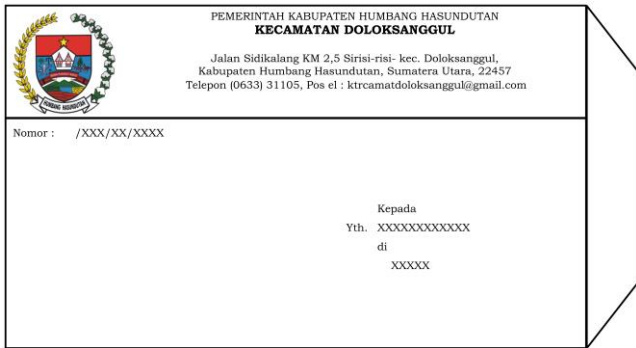 PEMERINTAH KABUPATEN HUMBANG HASUNDUTAN
KECAMATAN DOLOKSANGGUL
Jalan Sidikalang KM 2,5 Sirisi-risi- kec. Doloksanggul,
Kabupaten Humbang Hasundutan, Sumatera Utara, 22457
Telepon (0633) 31105, Pos el : ktrcamatdoloksanggul@gmail.com
HUMBANG HASUNDUTAN
Nomor : /XXX/XX/XXXX
Kepada
Yth. XXXXXXXXXXXX
di
XXXXX